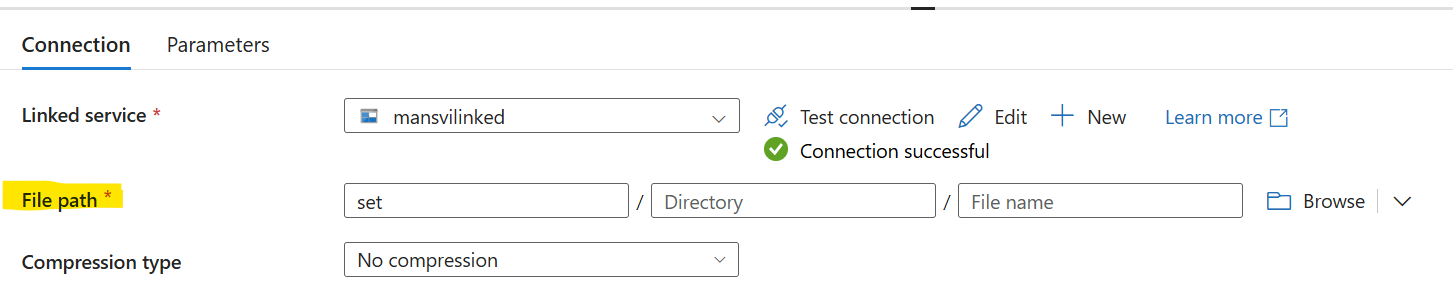 Connection Parameters
Linked service * mansvilinked Test connection Edit New Learn more
Connection successful
File path * set / Directory / File name Browse
Compression type No compression